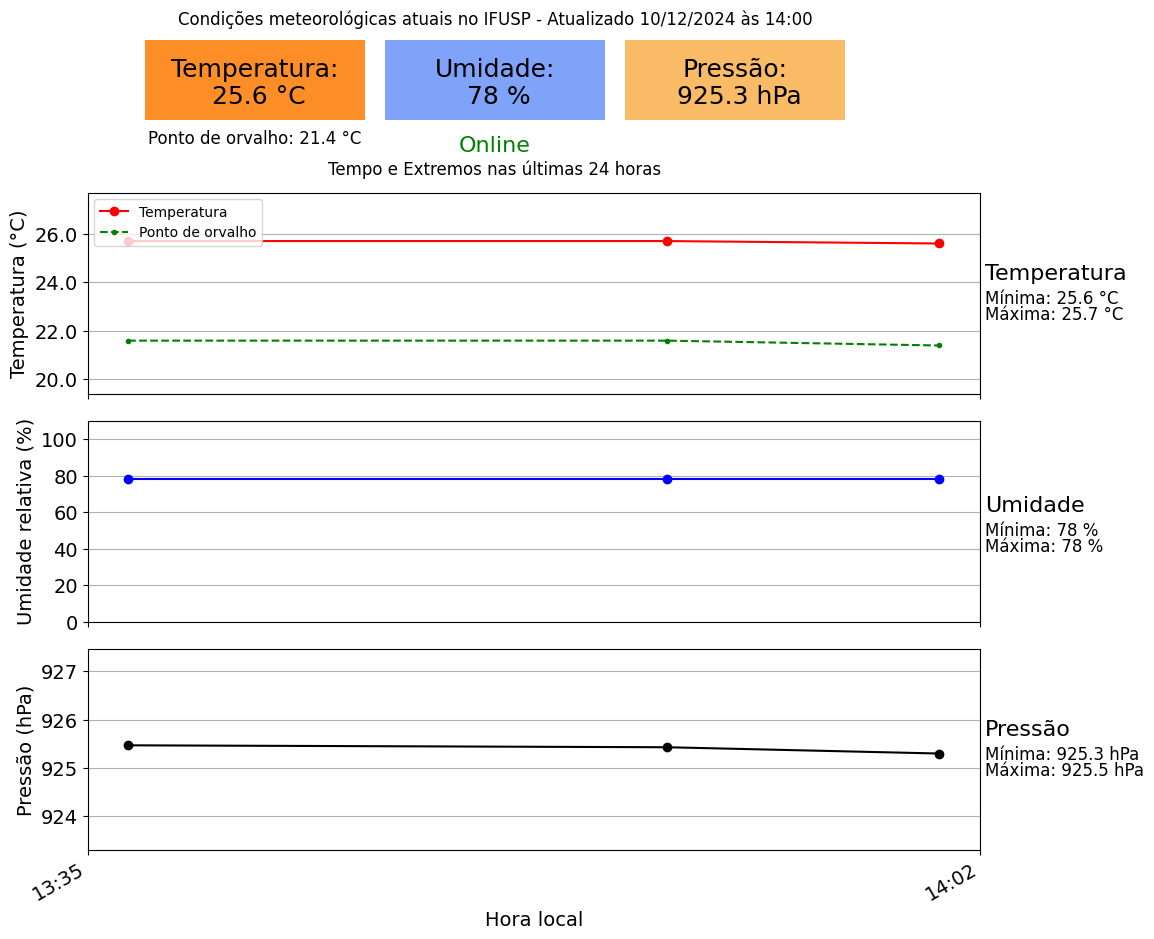 Condições meteorológicas atuais no IFUSP - Atualizado 10/12/2024 às 14:00
Temperatura:
25.6 °C
Umidade:
78 %
Pressão:
925.3 hPa
Ponto de orvalho: 21.4 °C
Online
Tempo e Extremos nas últimas 24 horas
Temperatura (°C)
26.0
24.0
22.0
20.0
Temperatura
Ponto de orvalho
Temperatura
Mínima: 25.6 °C
Máxima: 25.7 °C
Umidade relativa (%)
100
80
60
40
20
0
Umidade
Mínima: 78 %
Máxima: 78 %
Pressão (hPa)
927
926
925
924
Pressão
Mínima: 925.3 hPa
Máxima: 925.5 hPa
13:35
14:02
Hora local